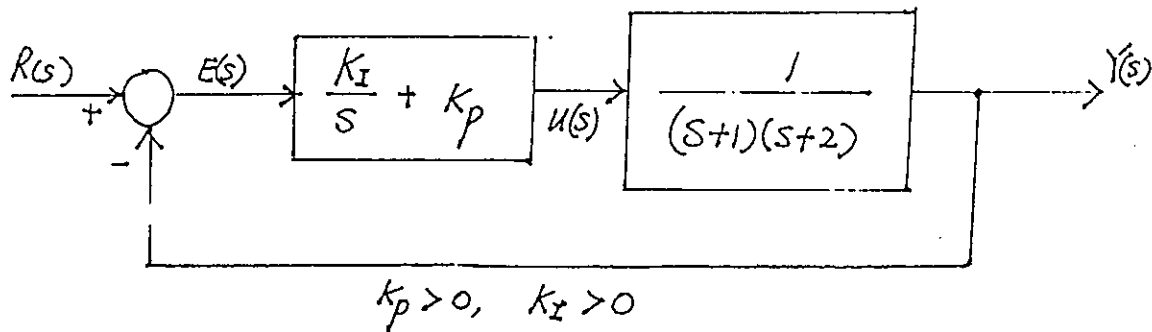 R(s)
+
-
E(s)
K_I/s + K_p
U(s)
1/(s+1)(s+2)
Y(s)
K_p > 0, K_I > 0